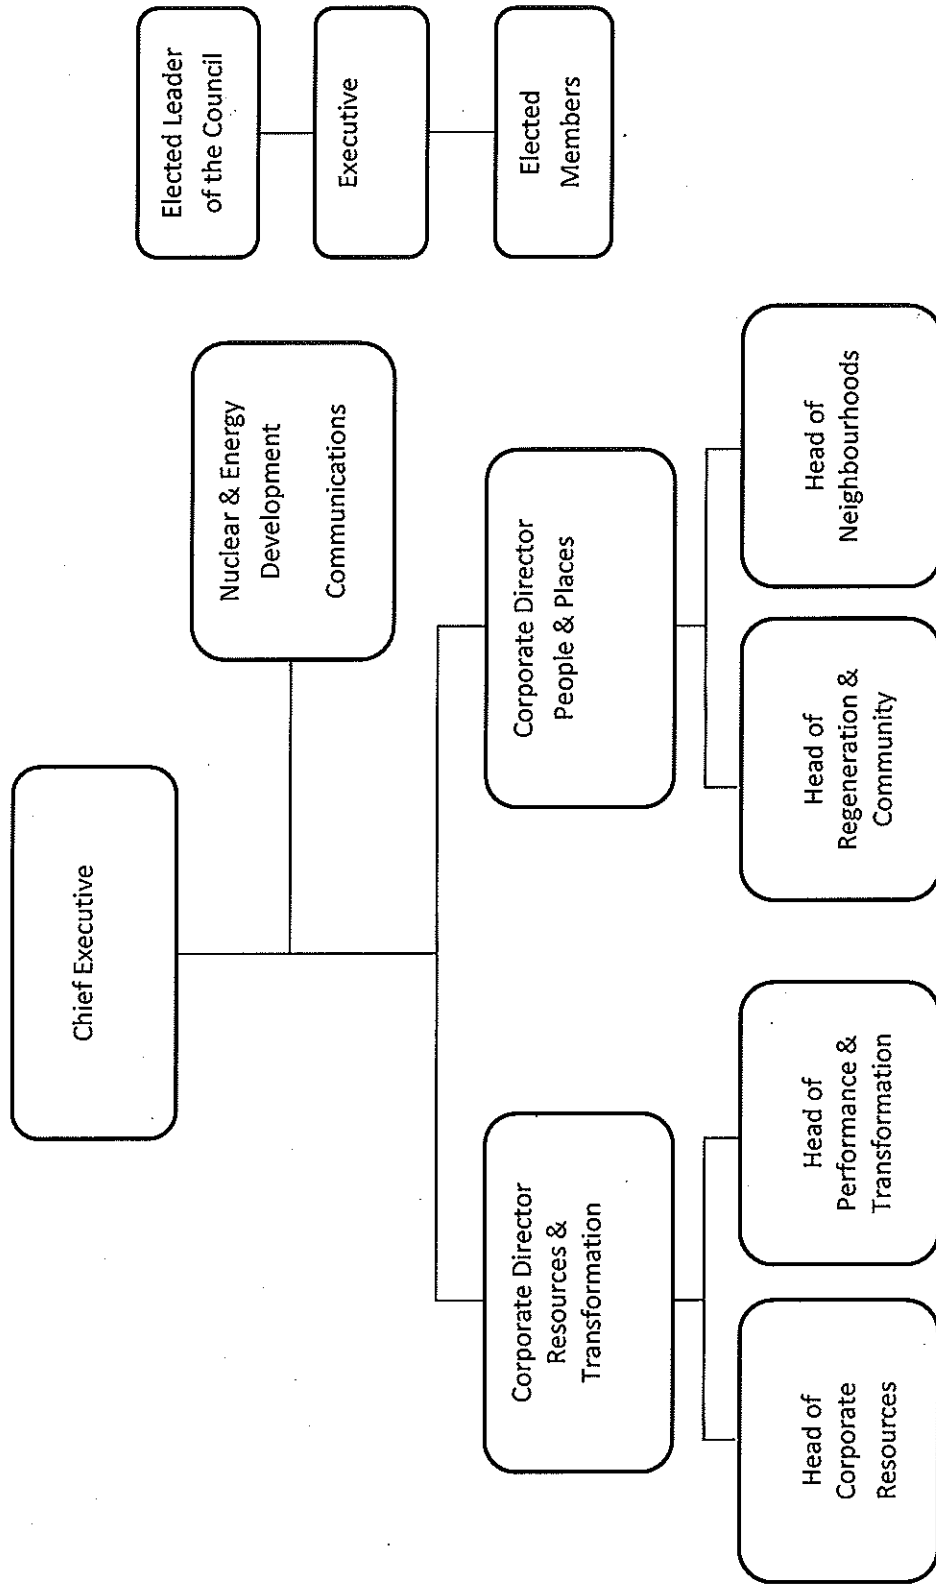 Chief Executive
Elected Leader
of the Council
Executive
Elected
Members
Nuclear & Energy
Development
Communications
Corporate Director
Resources &
Transformation
Corporate Director
People & Places
Head of
Corporate
Resources
Head of
Performance &
Transformation
Head of
Regeneration &
Community
Head of
Neighbourhoods